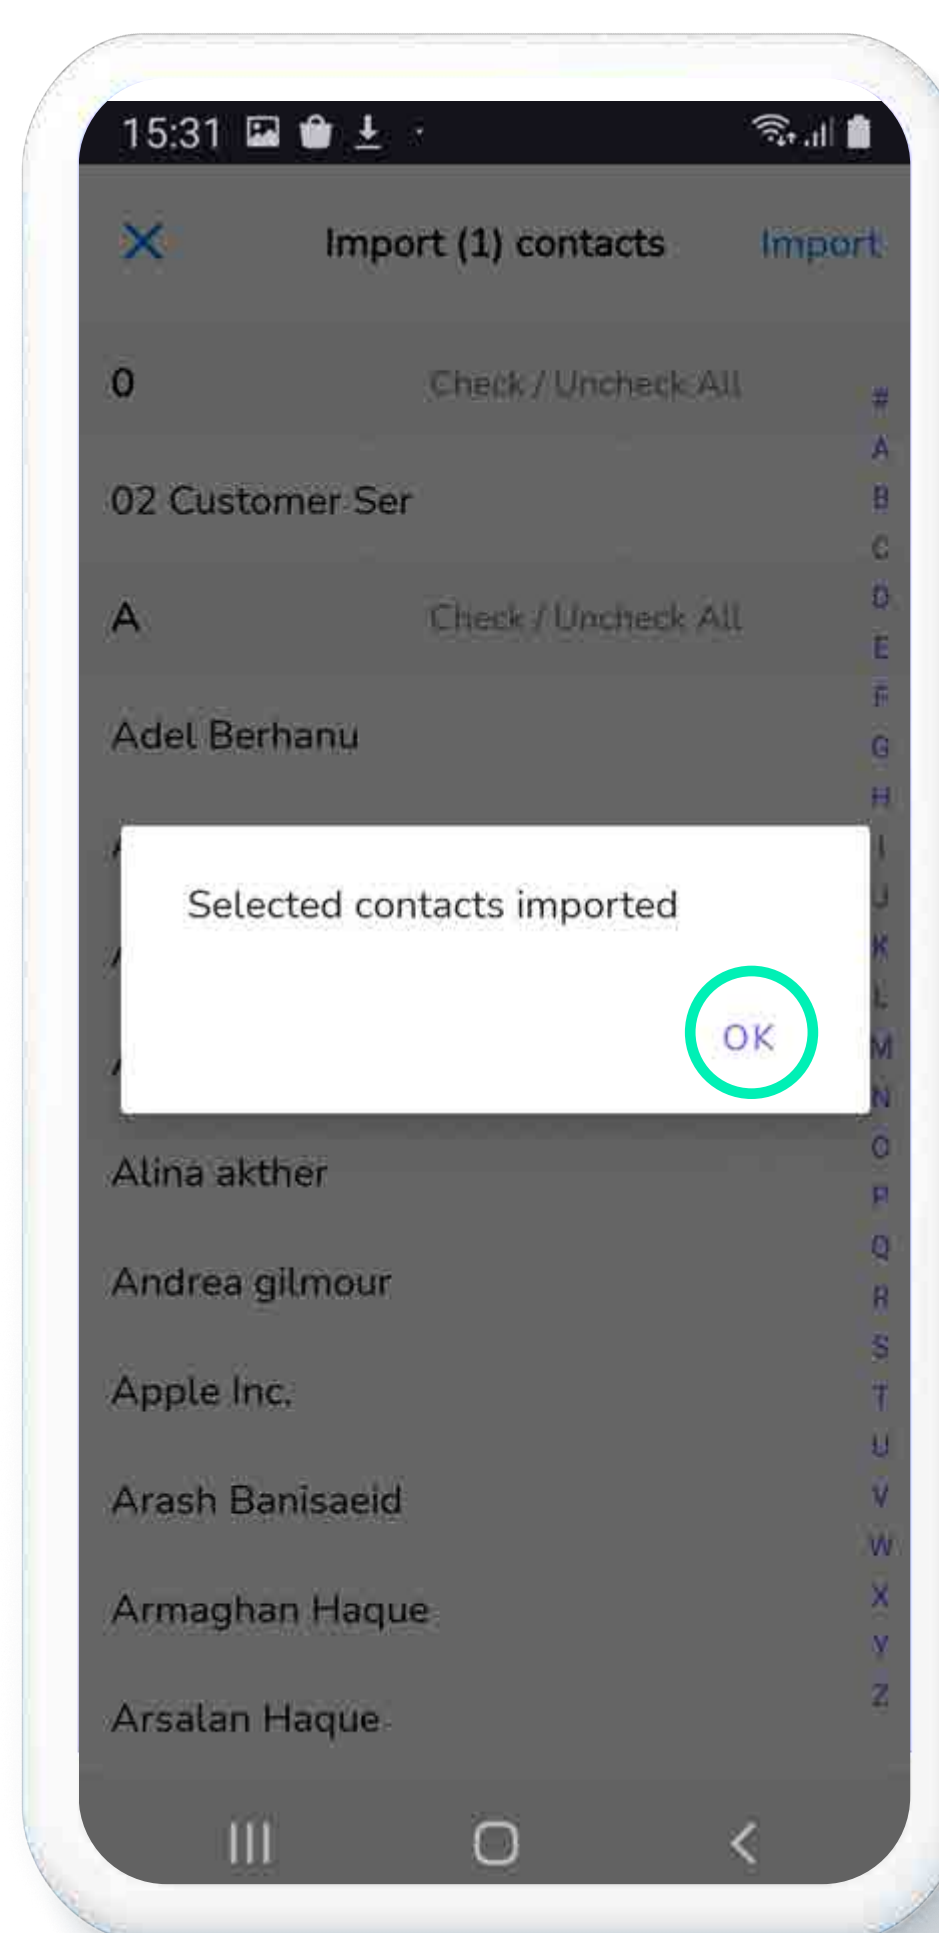 15:31
Import (1) contacts Import
0 Check / Uncheck All
02 Customer Ser
A Check / Uncheck All
Adel Berhanu
Selected contacts imported
OK
Alina akther
Andrea gilmour
Apple Inc.
Arash Banisaeid
Armaghan Haque
Arsalan Haque
#
A
B
C
D
E
F
G
H
I
J
K
L
M
N
O
P
Q
R
S
T
U
V
W
X
Y
Z